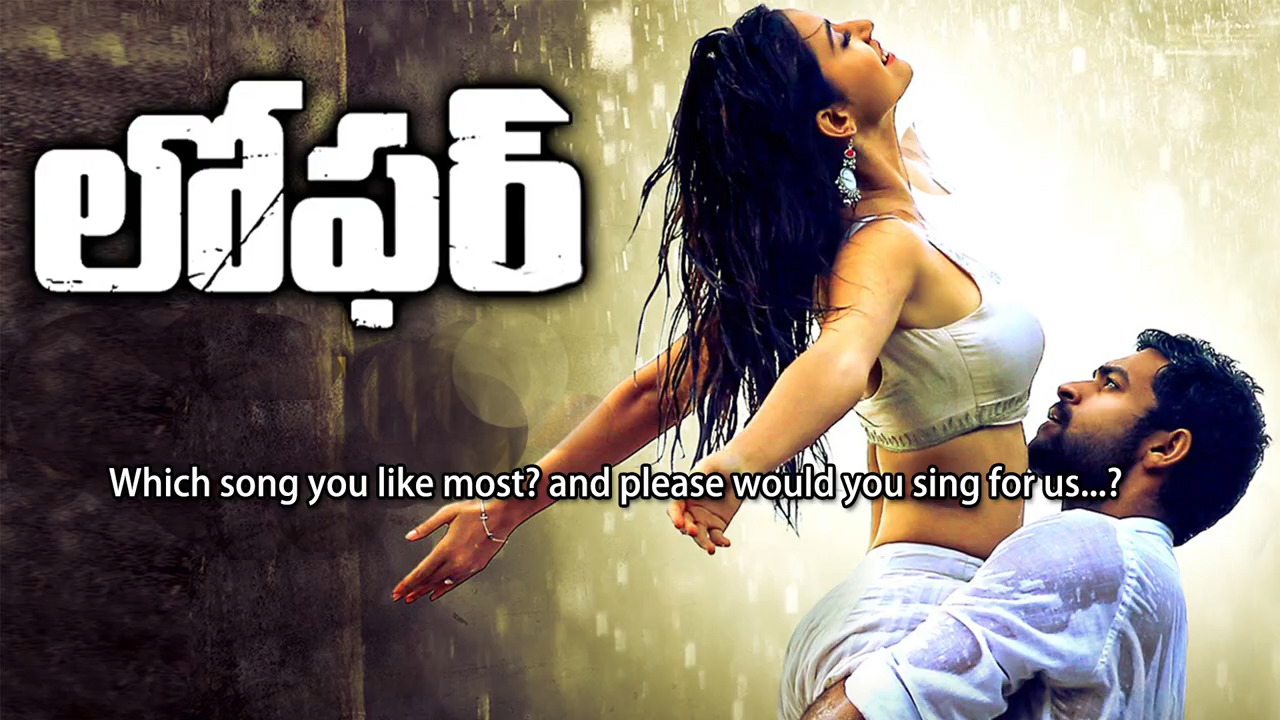 లోఫర్
Which song you like most? and please would you sing for us...?